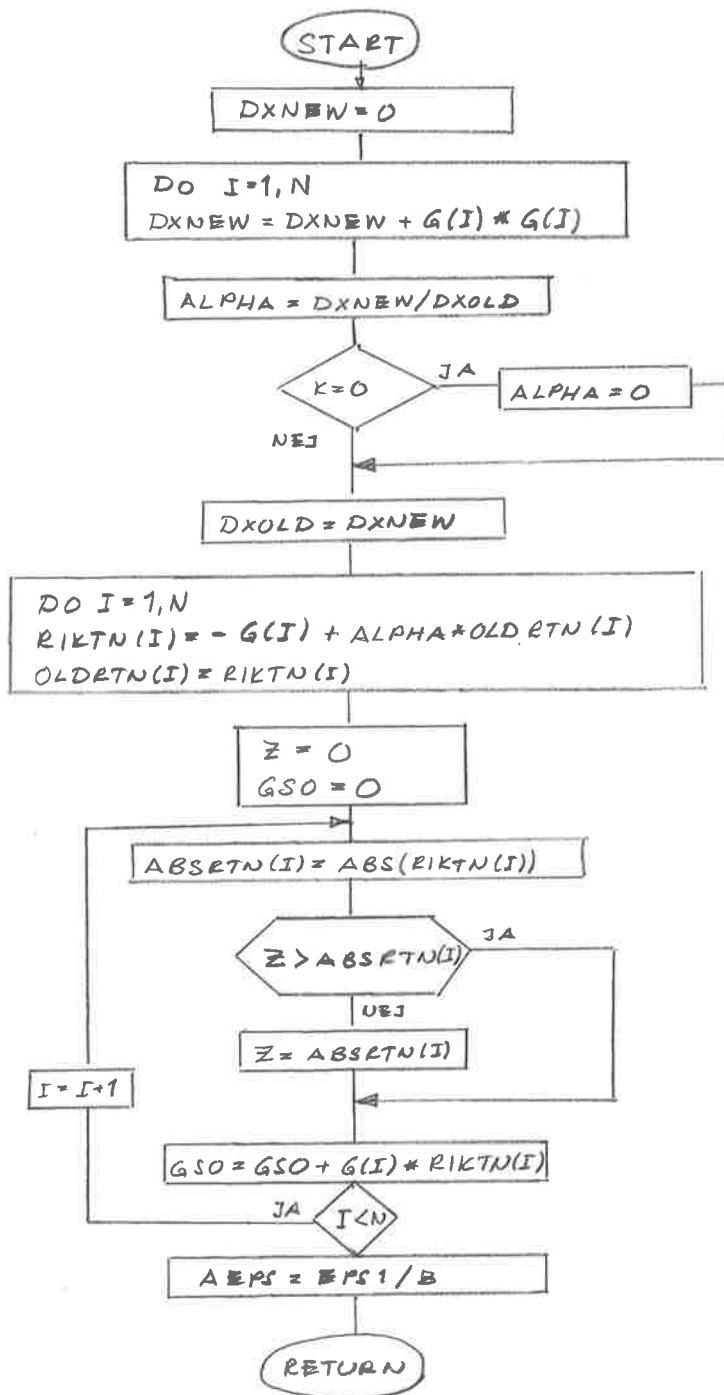 START
DXNEW = 0
DO I=1, N
DXNEW = DXNEW + G(I) * G(I)
ALPHA = DXNEW/DXOLD
K=0
JA
ALPHA = 0
NEJ
DXOLD = DXNEW
DO I=1,N
RIKTN(I) = - G(I) + ALPHA*OLDRTN(I)
OLDRTN(I) = RIKTN(I)
Z = 0
GSO = 0
ABSRTN(I) = ABS(RIKTN(I))
Z > ABSRTN(I)
JA
NEJ
Z = ABSRTN(I)
I = I+1
GSO = GSO + G(I) * RIKTN(I)
JA
I<N
AEPS = EPS1/B
RETURN